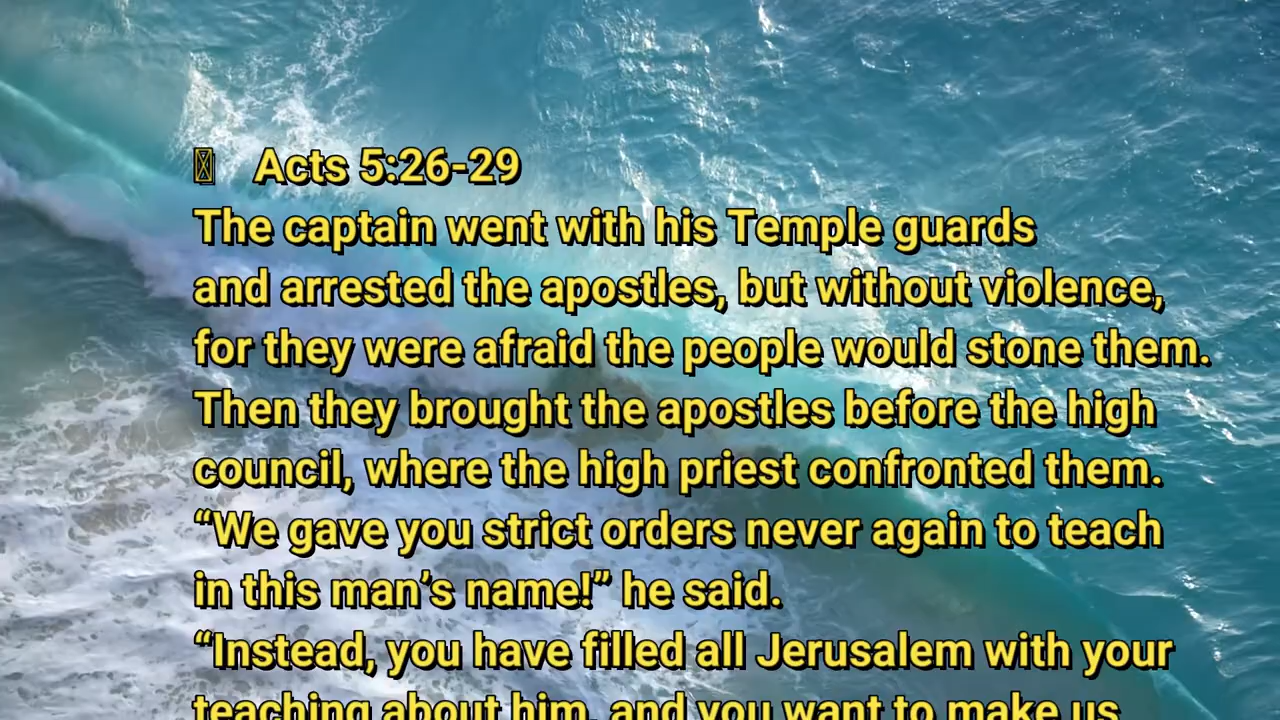 Acts 5:26-29
The captain went with his Temple guards
and arrested the apostles, but without violence,
for they were afraid the people would stone them.
Then they brought the apostles before the high
council, where the high priest confronted them.
“We gave you strict orders never again to teach
in this man’s name!” he said.
“Instead, you have filled all Jerusalem with your
teaching about him, and you want to make us